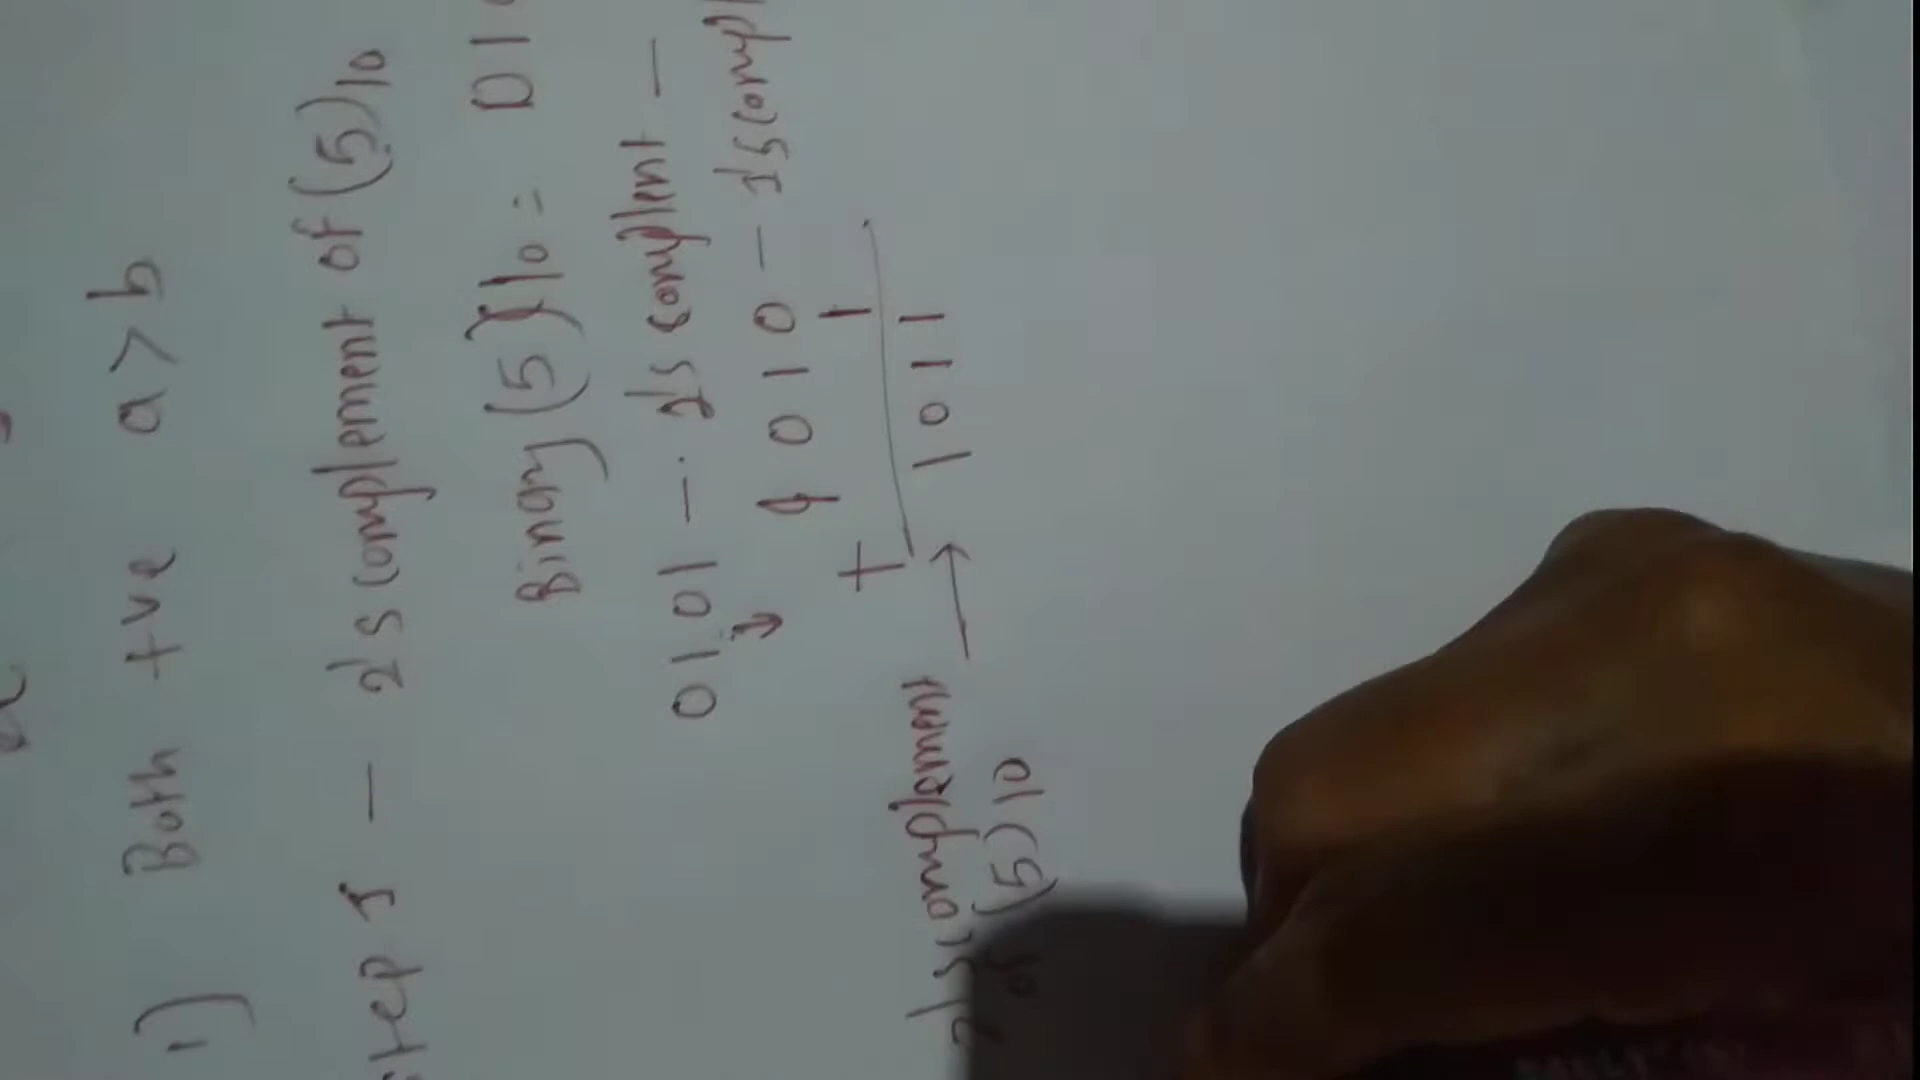 1) Both +ve a>b
Step 1 — 2's complement of (5)10
Binary (5)10 = 01
0101 — 1's complent —
1010 — 1's compl
+ 1
1011
2's complement
of (5)10